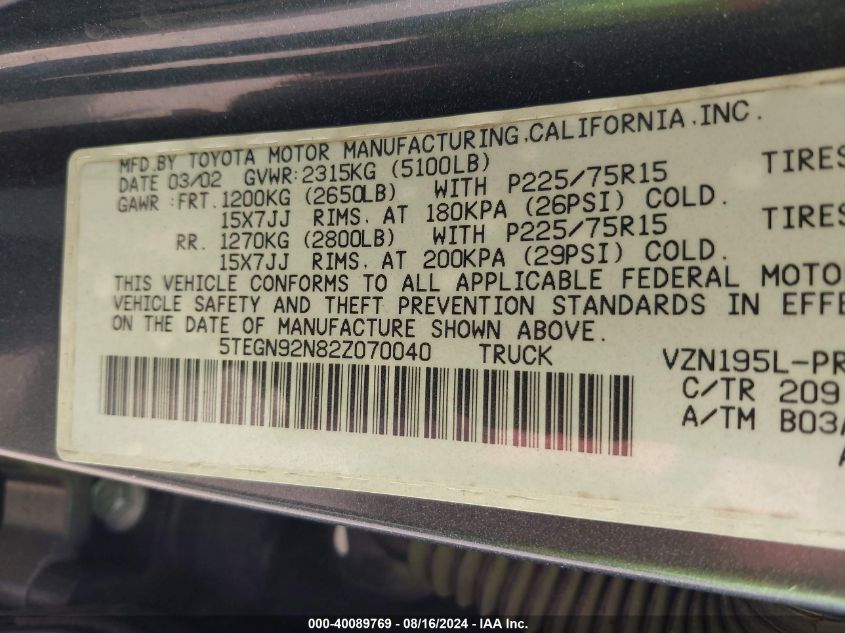 MFD.BY TOYOTA MOTOR MANUFACTURING,CALIFORNIA,INC.
DATE 03/02 GVWR:2315KG (5100LB)
GAWR :FRT.1200KG (2650LB) WITH P225/75R15 TIRES
15X7JJ RIMS. AT 180KPA (26PSI) COLD.
RR. 1270KG (2800LB) WITH P225/75R15 TIRES
15X7JJ RIMS. AT 200KPA (29PSI) COLD.
THIS VEHICLE CONFORMS TO ALL APPLICABLE FEDERAL MOTO
VEHICLE SAFETY AND THEFT PREVENTION STANDARDS IN EFFE
ON THE DATE OF MANUFACTURE SHOWN ABOVE.
5TEGN92N82Z070040 TRUCK VZN195L-PR
C/TR 209
A/TM B03/
A
000-40089769 - 08/16/2024 - IAA Inc.